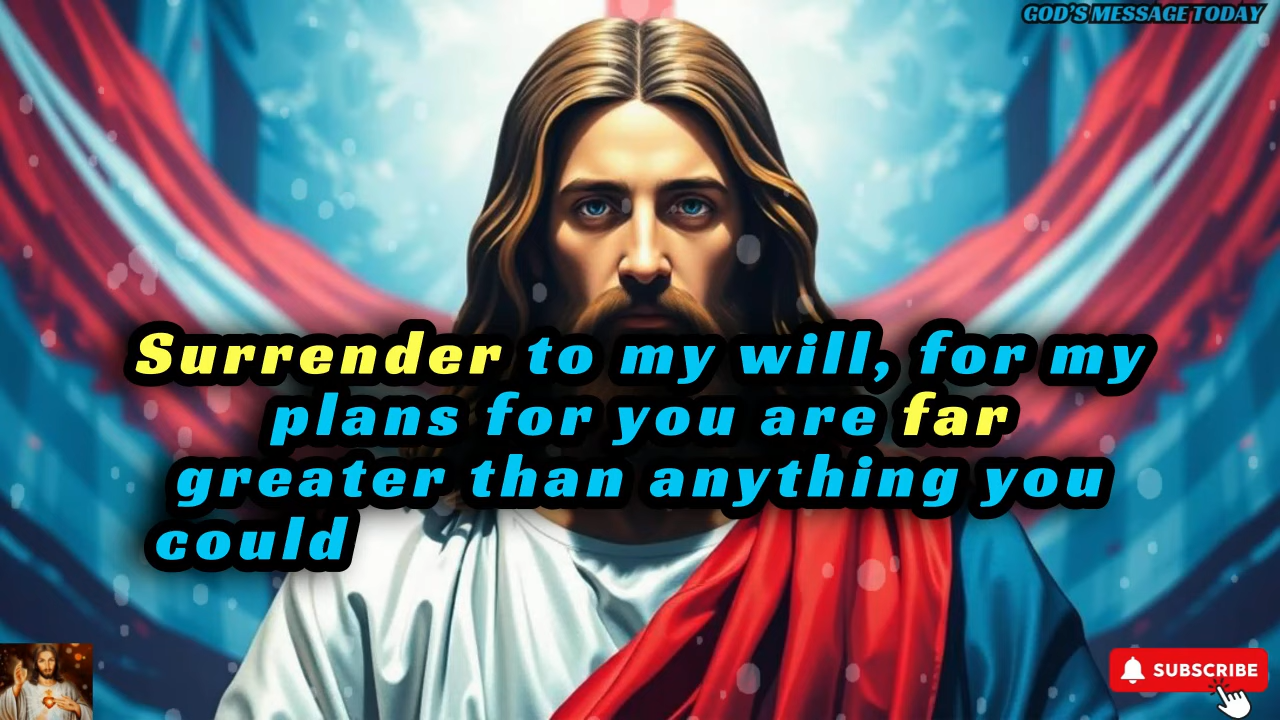 GOD'S MESSAGE TODAY
Surrender to my will, for my
plans for you are far
greater than anything you
could
SUBSCRIBE